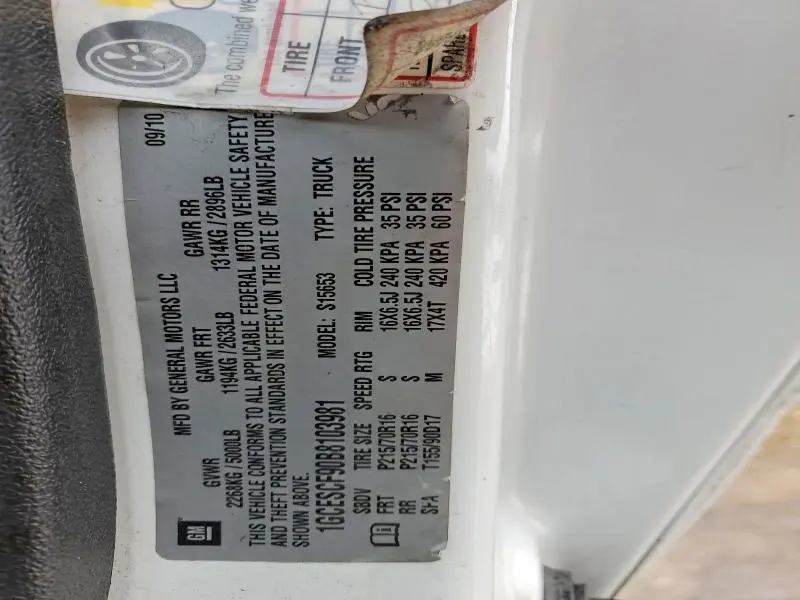 The combined we
TIRE
FRONT
SPARE
09/10
MFD BY GENERAL MOTORS LLC
GVWR GAWR FRT GAWR RR
2268KG/5000LB 1194KG/2633LB 1314KG/2896LB
THIS VEHICLE CONFORMS TO ALL APPLICABLE FEDERAL MOTOR VEHICLE SAFETY
AND THEFT PREVENTION STANDARDS IN EFFECT ON THE DATE OF MANUFACTURE
SHOWN ABOVE.
1GCESCF90B8103981 MODEL: S15653 TYPE: TRUCK
SBDV TIRE SIZE SPEED RTG RIM COLD TIRE PRESSURE
FRT P215/70R16 S 16X6.5J 240 KPA 35 PSI
RR P215/70R16 S 16X6.5J 240 KPA 35 PSI
SPA T155/90D17 M 17X4T 420 KPA 60 PSI
GM